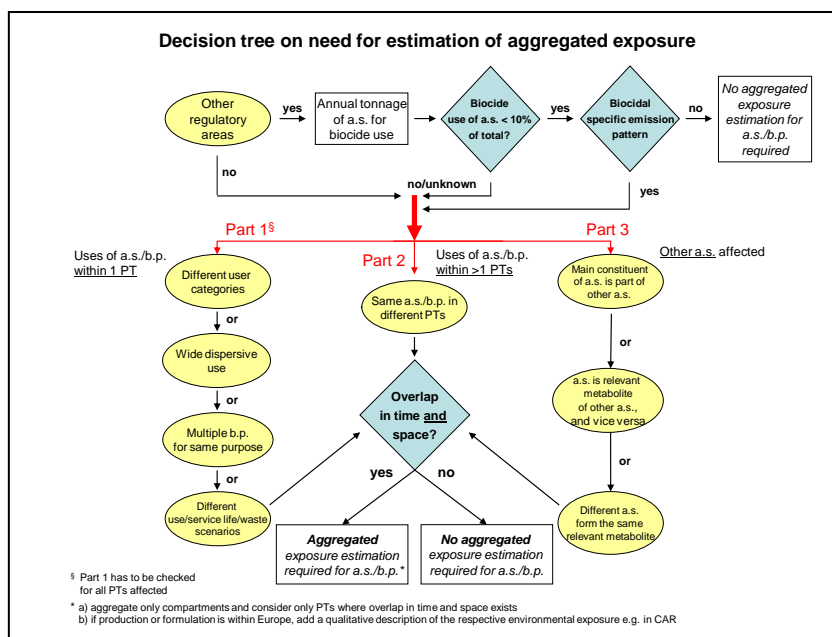 Decision tree on need for estimation of aggregated exposure
Other
regulatory
areas
yes
Annual tonnage
of a.s. for
biocide use
Biocide
use of a.s. < 10%
of total?
yes
Biocidal
specific emission
pattern
no
No aggregated
exposure
estimation for
a.s./b.p.
required
no
no/unknown
yes
Part 1§
Part 2
Part 3
Uses of a.s./b.p.
within 1 PT
Uses of a.s./b.p.
within >1 PTs
Other a.s. affected
Different user
categories
or
Wide dispersive
use
or
Multiple b.p.
for same purpose
or
Different
use/service life/waste
scenarios
Same a.s./b.p. in
different PTs
Overlap
in time and
space?
yes
no
Aggregated
exposure estimation
required for a.s./b.p.*
No aggregated
exposure estimation
required for a.s./b.p.
Main constituent
of a.s. is part of
other a.s.
or
a.s. is relevant
metabolite
of other a.s.,
and vice versa
or
Different a.s.
form the same
relevant metabolite
§ Part 1 has to be checked
for all PTs affected
* a) aggregate only compartments and consider only PTs where overlap in time and space exists
b) if production or formulation is within Europe, add a qualitative description of the respective environmental exposure e.g. in CAR